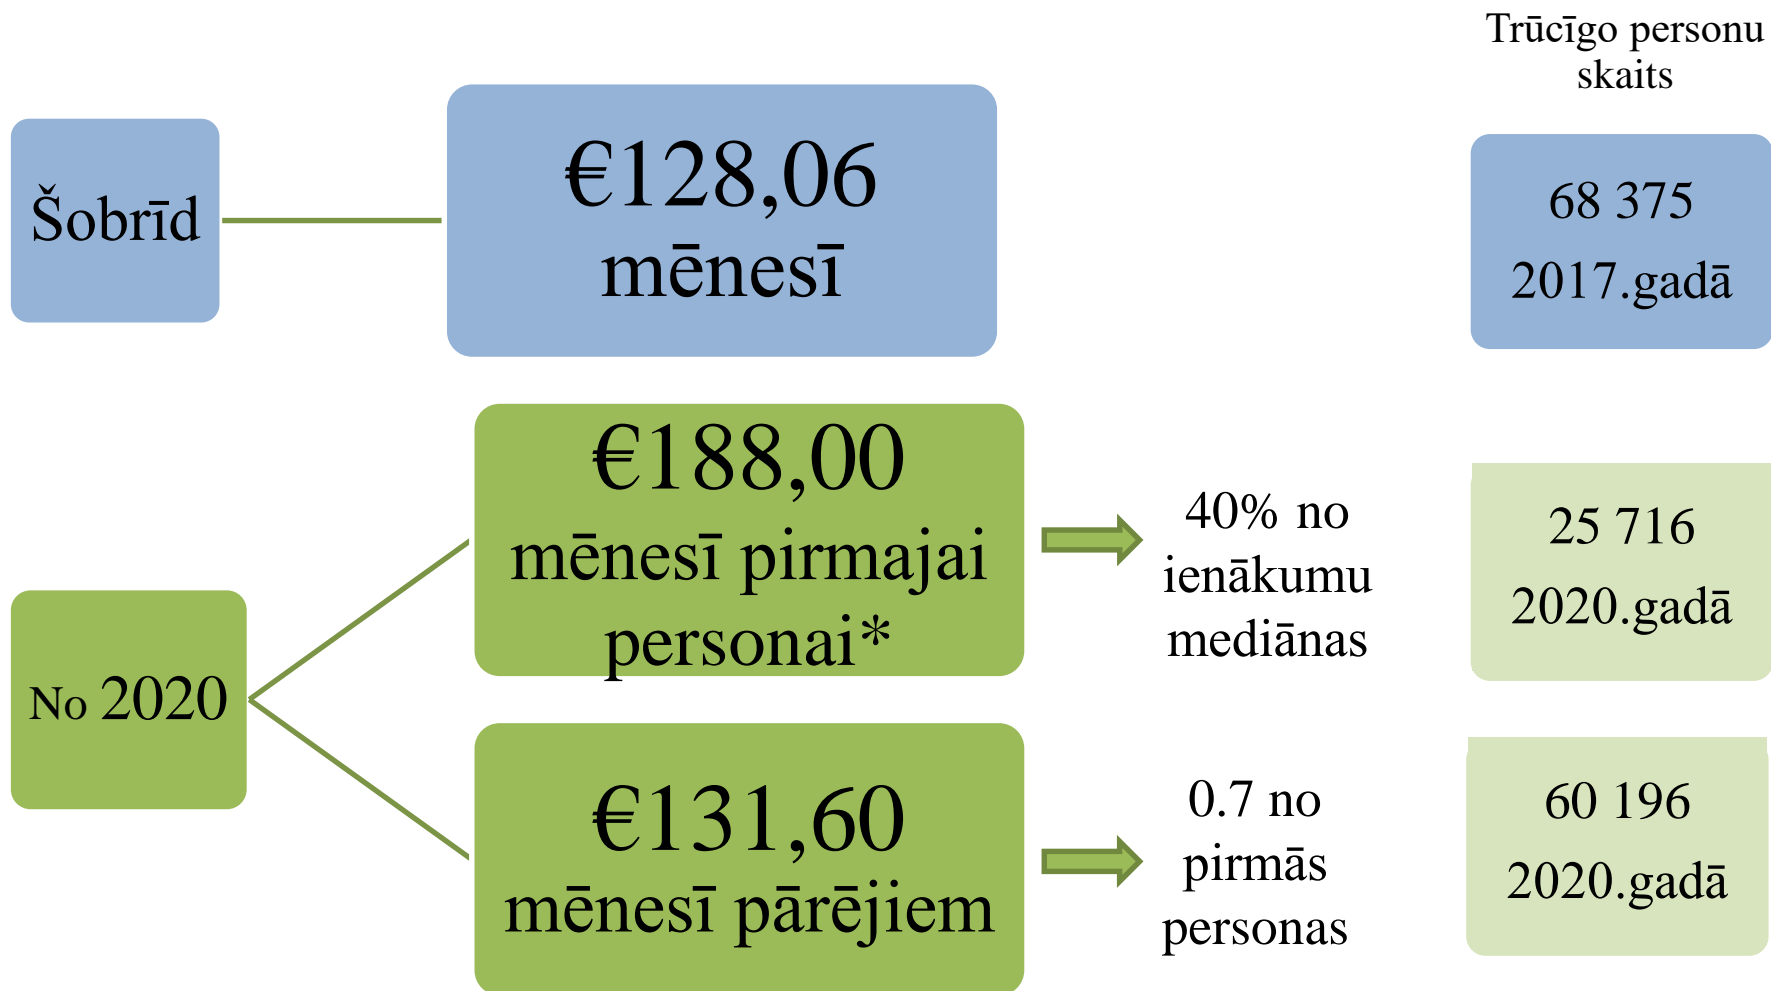 Trūcīgo personu
skaits
Šobrīd
€128,06
mēnesī
68 375
2017.gadā
No 2020
€188,00
mēnesī pirmajai
personai*
40% no
ienākumu
mediānas
25 716
2020.gadā
€131,60
mēnesī pārējiem
0.7 no
pirmās
personas
60 196
2020.gadā